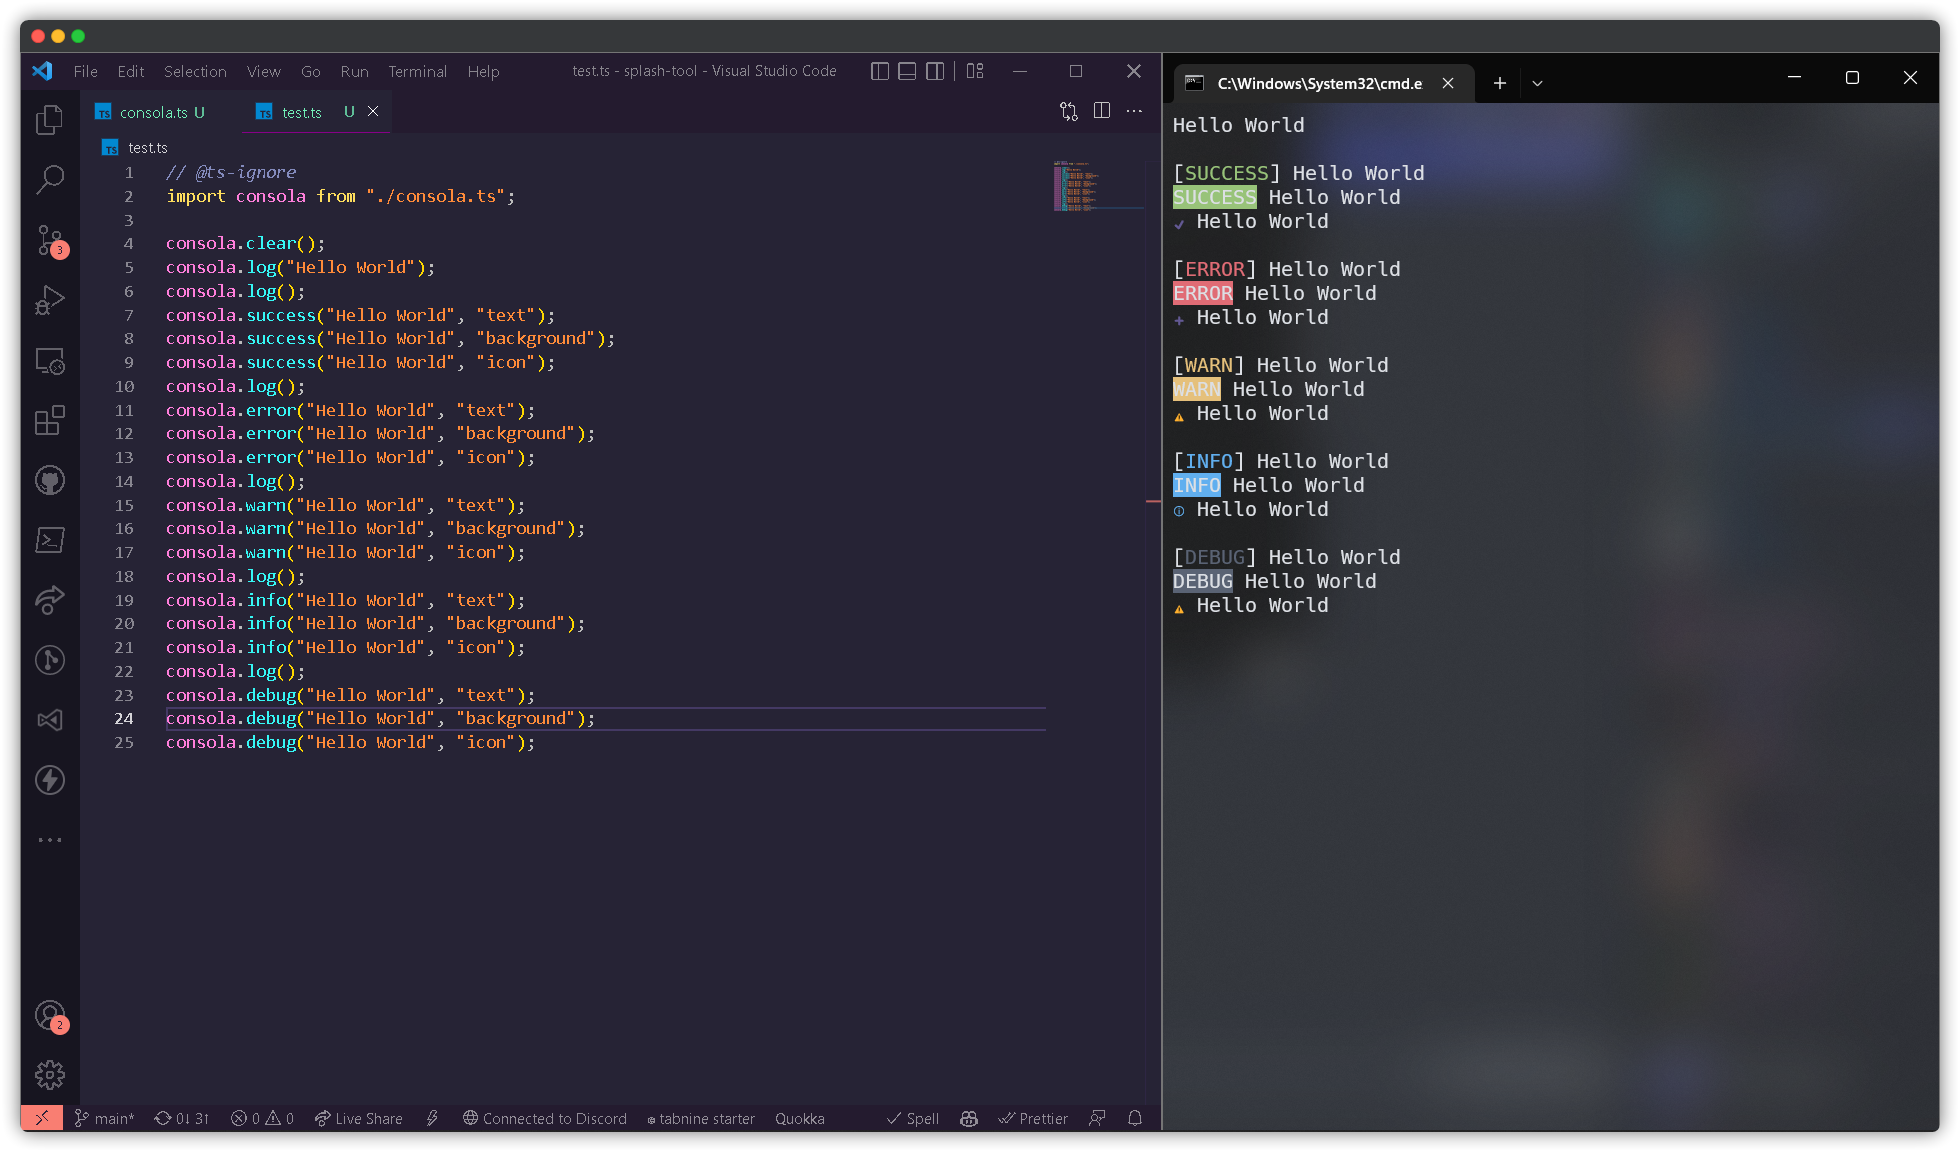 File Edit Selection View Go Run Terminal Help
test.ts - splash-tool - Visual Studio Code
consola.ts U
test.ts U
test.ts
1 // @ts-ignore
2 import consola from "./consola.ts";
3
4 consola.clear();
5 consola.log("Hello World");
6 consola.log();
7 consola.success("Hello World", "text");
8 consola.success("Hello World", "background");
9 consola.success("Hello World", "icon");
10 consola.log();
11 consola.error("Hello World", "text");
12 consola.error("Hello World", "background");
13 consola.error("Hello World", "icon");
14 consola.log();
15 consola.warn("Hello World", "text");
16 consola.warn("Hello World", "background");
17 consola.warn("Hello World", "icon");
18 consola.log();
19 consola.info("Hello World", "text");
20 consola.info("Hello World", "background");
21 consola.info("Hello World", "icon");
22 consola.log();
23 consola.debug("Hello World", "text");
24 consola.debug("Hello World", "background");
25 consola.debug("Hello World", "icon");
3
2
main* 0↓ 3↑ 0 0 Live Share Connected to Discord tabnine starter Quokka Spell Prettier
C:\Windows\System32\cmd.e
Hello World
[SUCCESS] Hello World
SUCCESS Hello World
✓ Hello World
[ERROR] Hello World
ERROR Hello World
+ Hello World
[WARN] Hello World
WARN Hello World
⚠ Hello World
[INFO] Hello World
INFO Hello World
ⓘ Hello World
[DEBUG] Hello World
DEBUG Hello World
⚠ Hello World